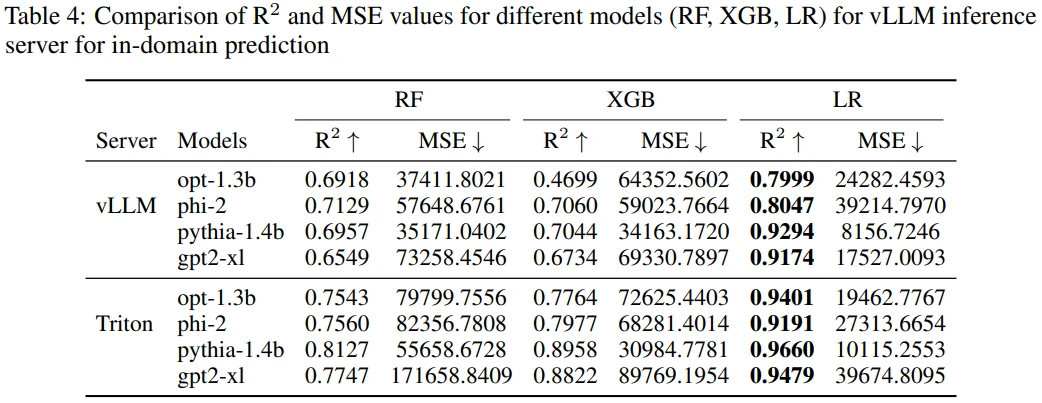 Table 4: Comparison of R² and MSE values for different models (RF, XGB, LR) for vLLM inference
server for in-domain prediction
RF XGB LR
Server Models R² ↑ MSE ↓ R² ↑ MSE ↓ R² ↑ MSE ↓
opt-1.3b 0.6918 37411.8021 0.4699 64352.5602 0.7999 24282.4593
vLLM phi-2 0.7129 57648.6761 0.7060 59023.7664 0.8047 39214.7970
pythia-1.4b 0.6957 35171.0402 0.7044 34163.1720 0.9294 8156.7246
gpt2-xl 0.6549 73258.4546 0.6734 69330.7897 0.9174 17527.0093
opt-1.3b 0.7543 79799.7556 0.7764 72625.4403 0.9401 19462.7767
Triton phi-2 0.7560 82356.7808 0.7977 68281.4014 0.9191 27313.6654
pythia-1.4b 0.8127 55658.6728 0.8958 30984.7781 0.9660 10115.2553
gpt2-xl 0.7747 171658.8409 0.8822 89769.1954 0.9479 39674.8095